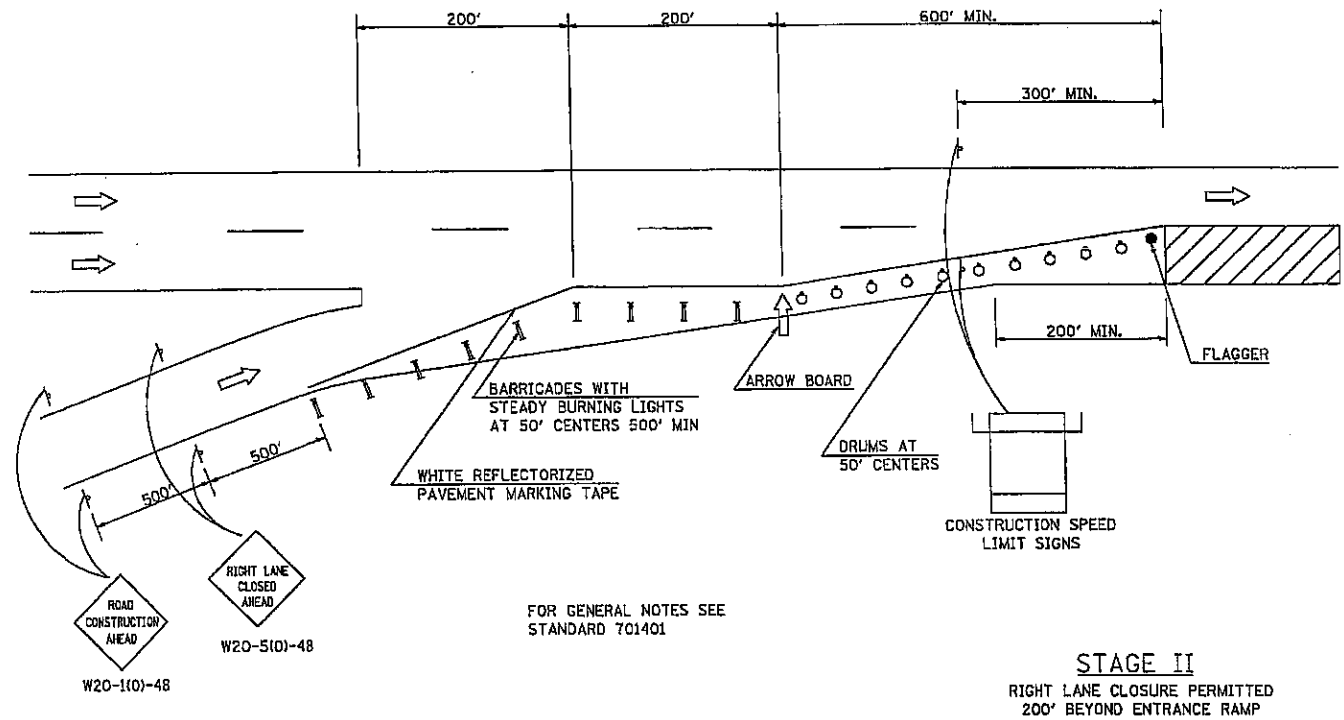 200'
200'
600' MIN.
300' MIN.
200' MIN.
FLAGGER
ARROW BOARD
BARRICADES WITH
STEADY BURNING LIGHTS
AT 50' CENTERS 500' MIN
DRUMS AT
50' CENTERS
WHITE REFLECTORIZED
PAVEMENT MARKING TAPE
500'
500'
CONSTRUCTION SPEED
LIMIT SIGNS
RIGHT LANE
CLOSED
AHEAD
W20-5(0)-48
ROAD
CONSTRUCTION
AHEAD
W20-1(0)-48
FOR GENERAL NOTES SEE
STANDARD 701401
STAGE II
RIGHT LANE CLOSURE PERMITTED
200' BEYOND ENTRANCE RAMP